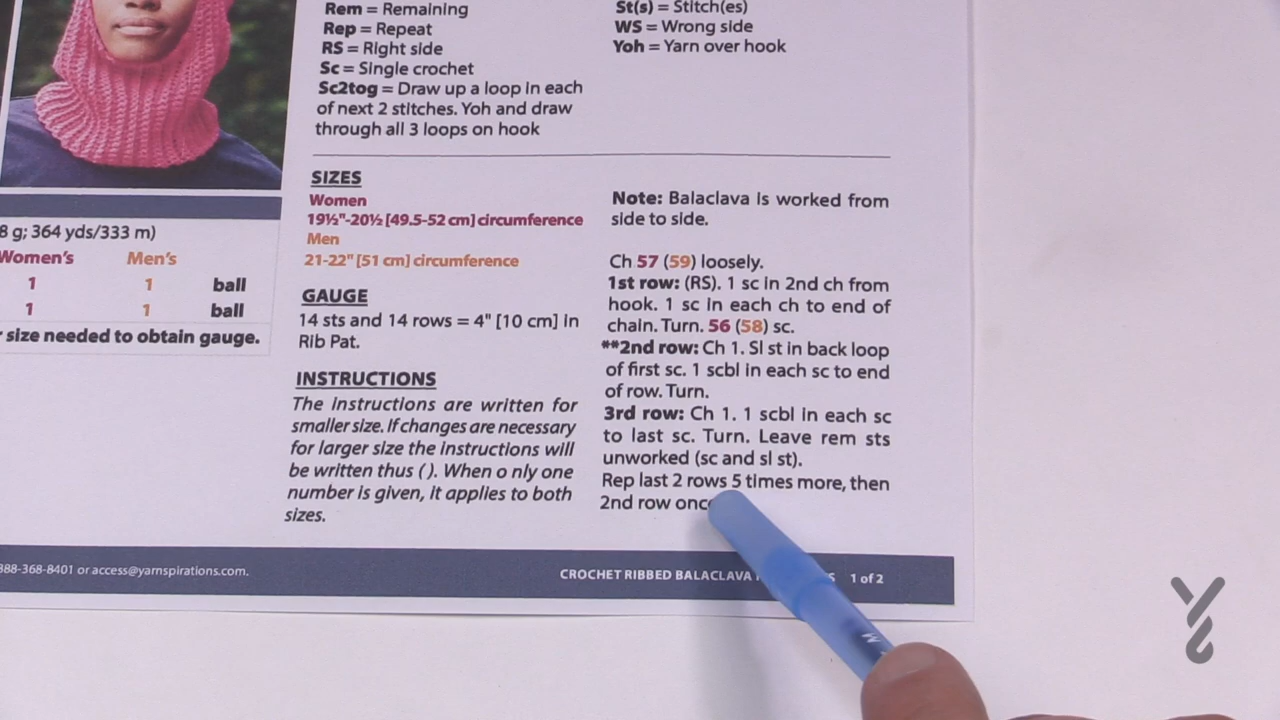 Rem = Remaining
Rep = Repeat
RS = Right side
Sc = Single crochet
Sc2tog = Draw up a loop in each
of next 2 stitches. Yoh and draw
through all 3 loops on hook
St(s) = Stitch(es)
WS = Wrong side
Yoh = Yarn over hook
8 g; 364 yds/333 m)
Women's Men's
1 1 ball
1 1 ball
size needed to obtain gauge.
SIZES
Women
19½"-20½ [49.5-52 cm] circumference
Men
21-22" [51 cm] circumference
GAUGE
14 sts and 14 rows = 4" [10 cm] in
Rib Pat.
INSTRUCTIONS
The instructions are written for
smaller size. If changes are necessary
for larger size the instructions will
be written thus ( ). When o nly one
number is given, it applies to both
sizes.
Note: Balaclava is worked from
side to side.
Ch 57 (59) loosely.
1st row: (RS). 1 sc in 2nd ch from
hook. 1 sc in each ch to end of
chain. Turn. 56 (58) sc.
**2nd row: Ch 1. Sl st in back loop
of first sc. 1 scbl in each sc to end
of row. Turn.
3rd row: Ch 1. 1 scbl in each sc
to last sc. Turn. Leave rem sts
unworked (sc and sl st).
Rep last 2 rows 5 times more, then
2nd row once
888-368-8401 or access@yarnspirations.com.
CROCHET RIBBED BALACLAVA 1 of 2